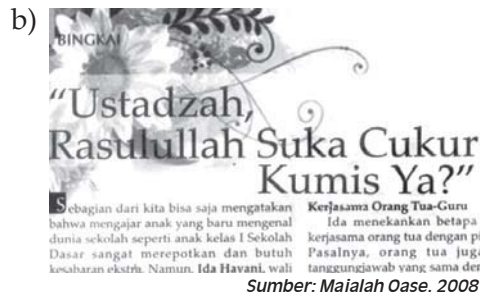 b)
BINGKAI
“Ustadzah,
Rasulullah Suka Cukur
Kumis Ya?”
Sebagian dari kita bisa saja mengatakan
bahwa mengajar anak yang baru mengenal
dunia sekolah seperti anak kelas I Sekolah
Dasar sangat merepotkan dan butuh
kesabaran ekstra. Namun, Ida Hayani, wali
Kerjasama Orang Tua-Guru
Ida menekankan betapa
kerjasama orang tua dengan pi
Pasalnya, orang tua juga
tanggungjawab yang sama der
Sumber: Majalah Oase, 2008